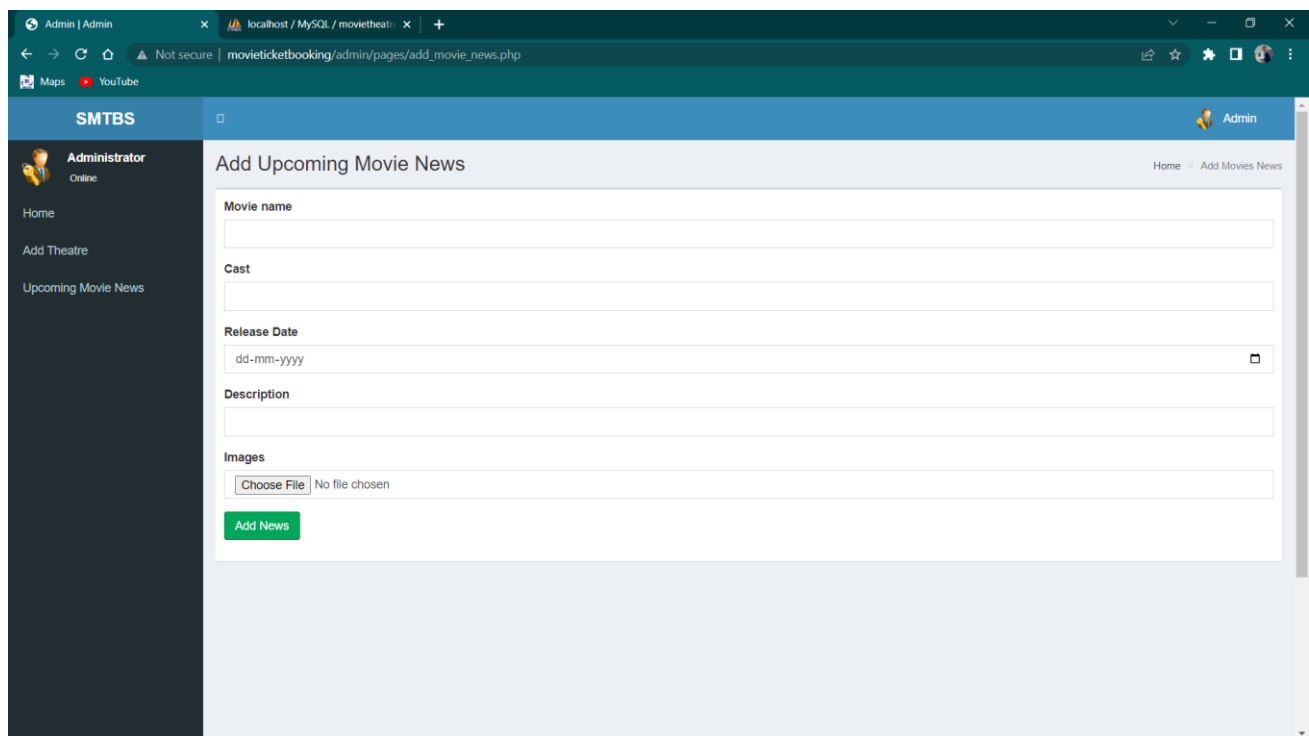 Admin | Admin
localhost / MySQL / movietheatr
Not secure | movieticketbooking/admin/pages/add_movie_news.php
Maps YouTube
SMTBS
Admin
Administrator
Online
Home
Add Theatre
Upcoming Movie News
Add Upcoming Movie News
Home > Add Movies News
Movie name
Cast
Release Date
dd-mm-yyyy
Description
Images
Choose File No file chosen
Add News